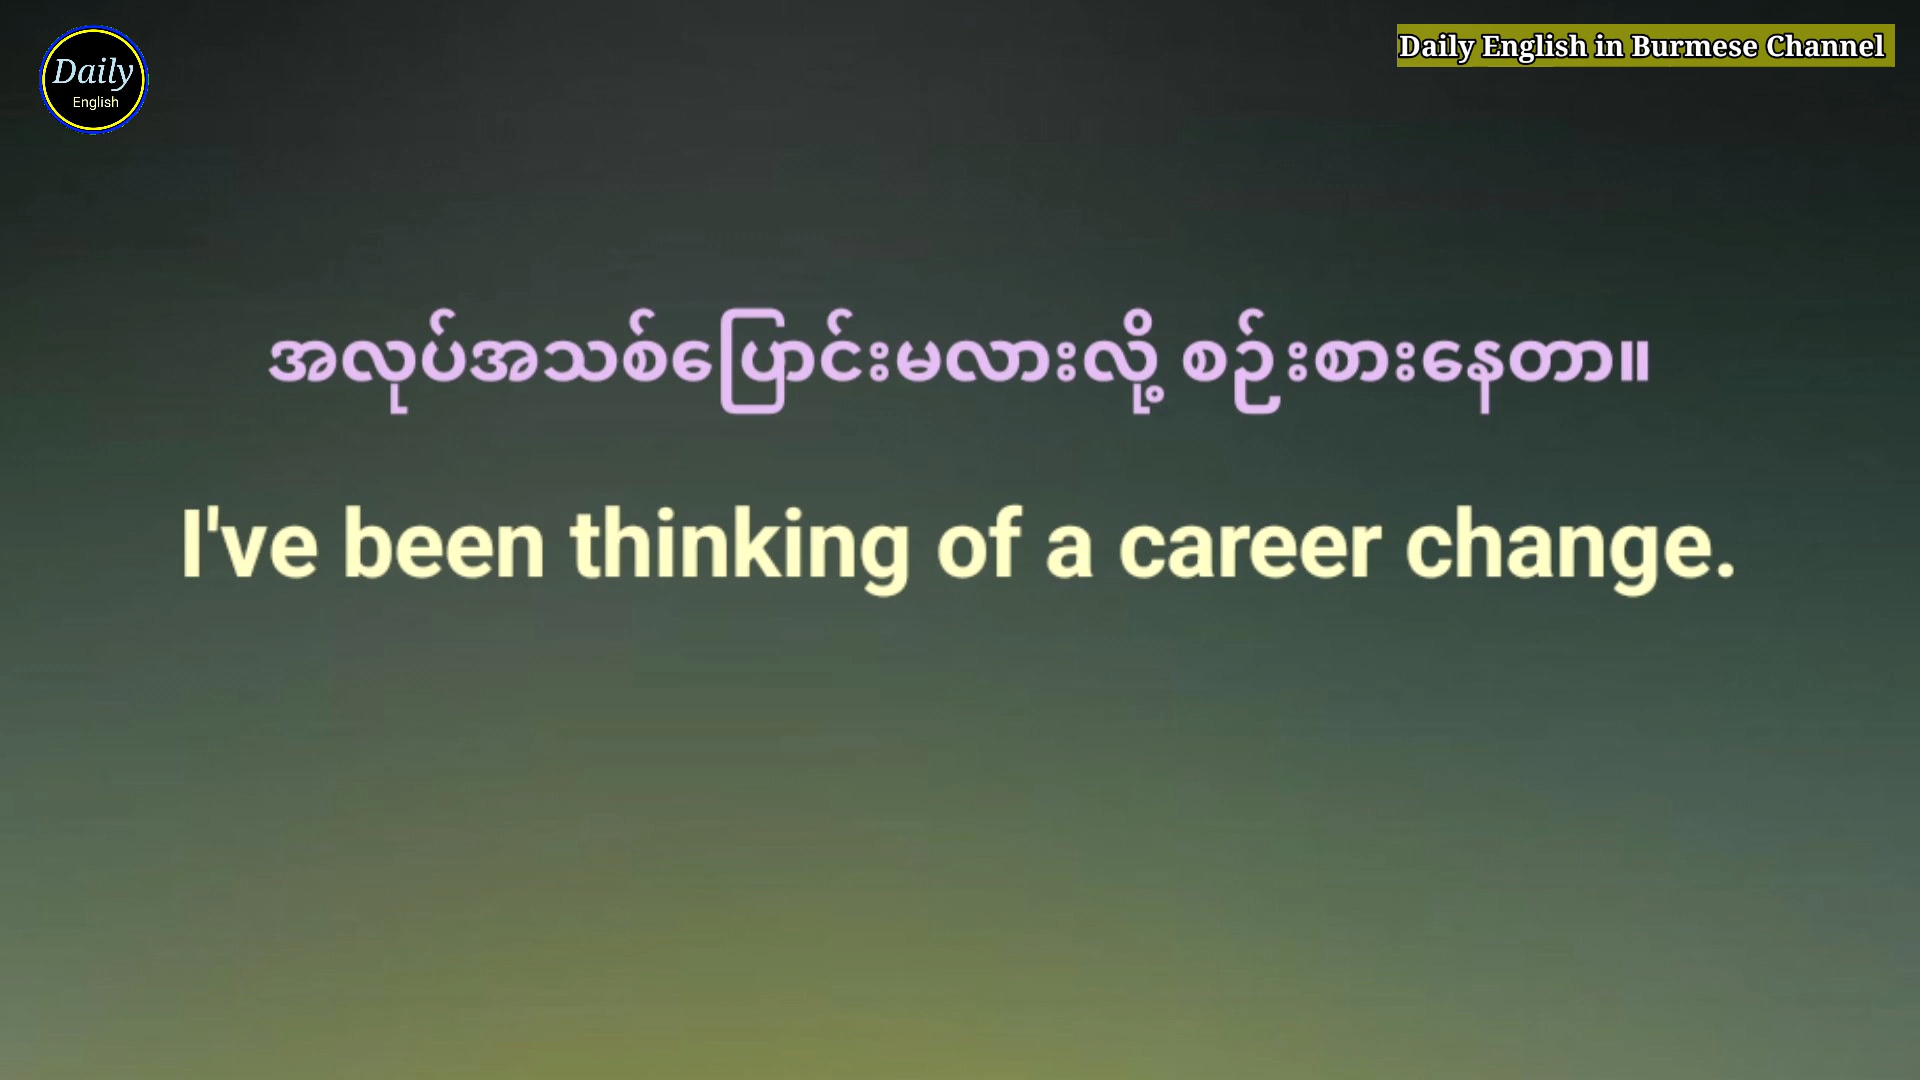 Daily
English
Daily English in Burmese Channel
အလုပ်အသစ်ပြောင်းမလားလို့ စဉ်းစားနေတာ။
I've been thinking of a career change.